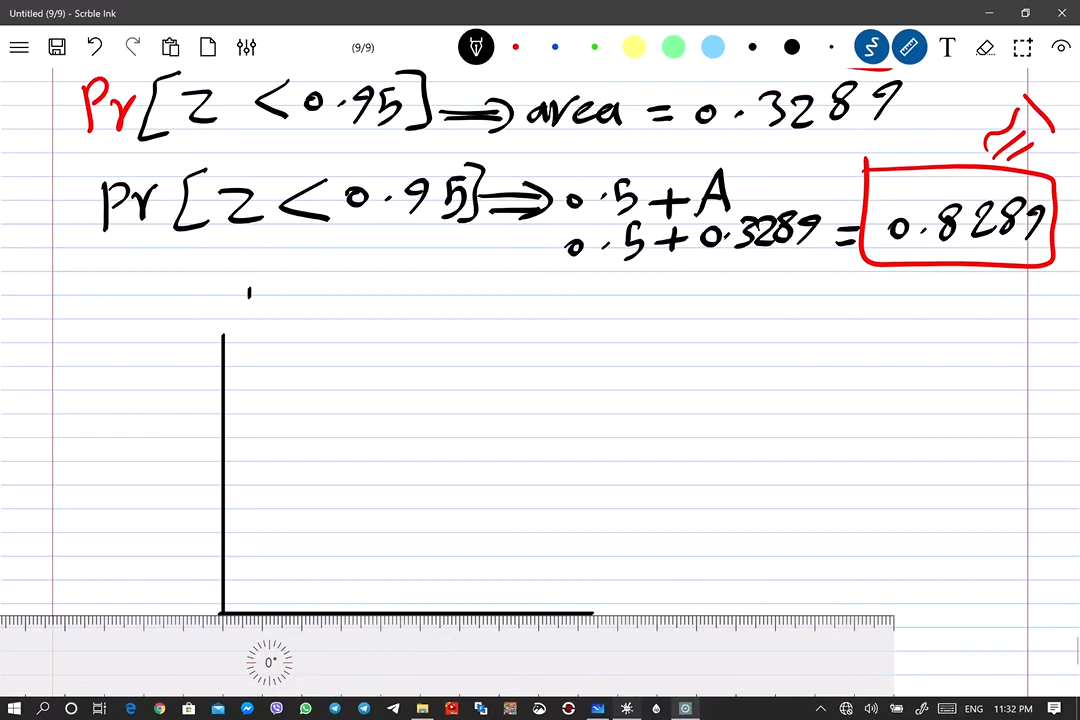 Untitled (9/9) - Scrble Ink
(9/9)
T
Pr[Z < 0.95] ⟹ area = 0.3289
Pr[Z < 0.95] ⟹ 0.5 + A
0.5 + 0.3289 = 0.8289
0°
ENG 11:32 PM